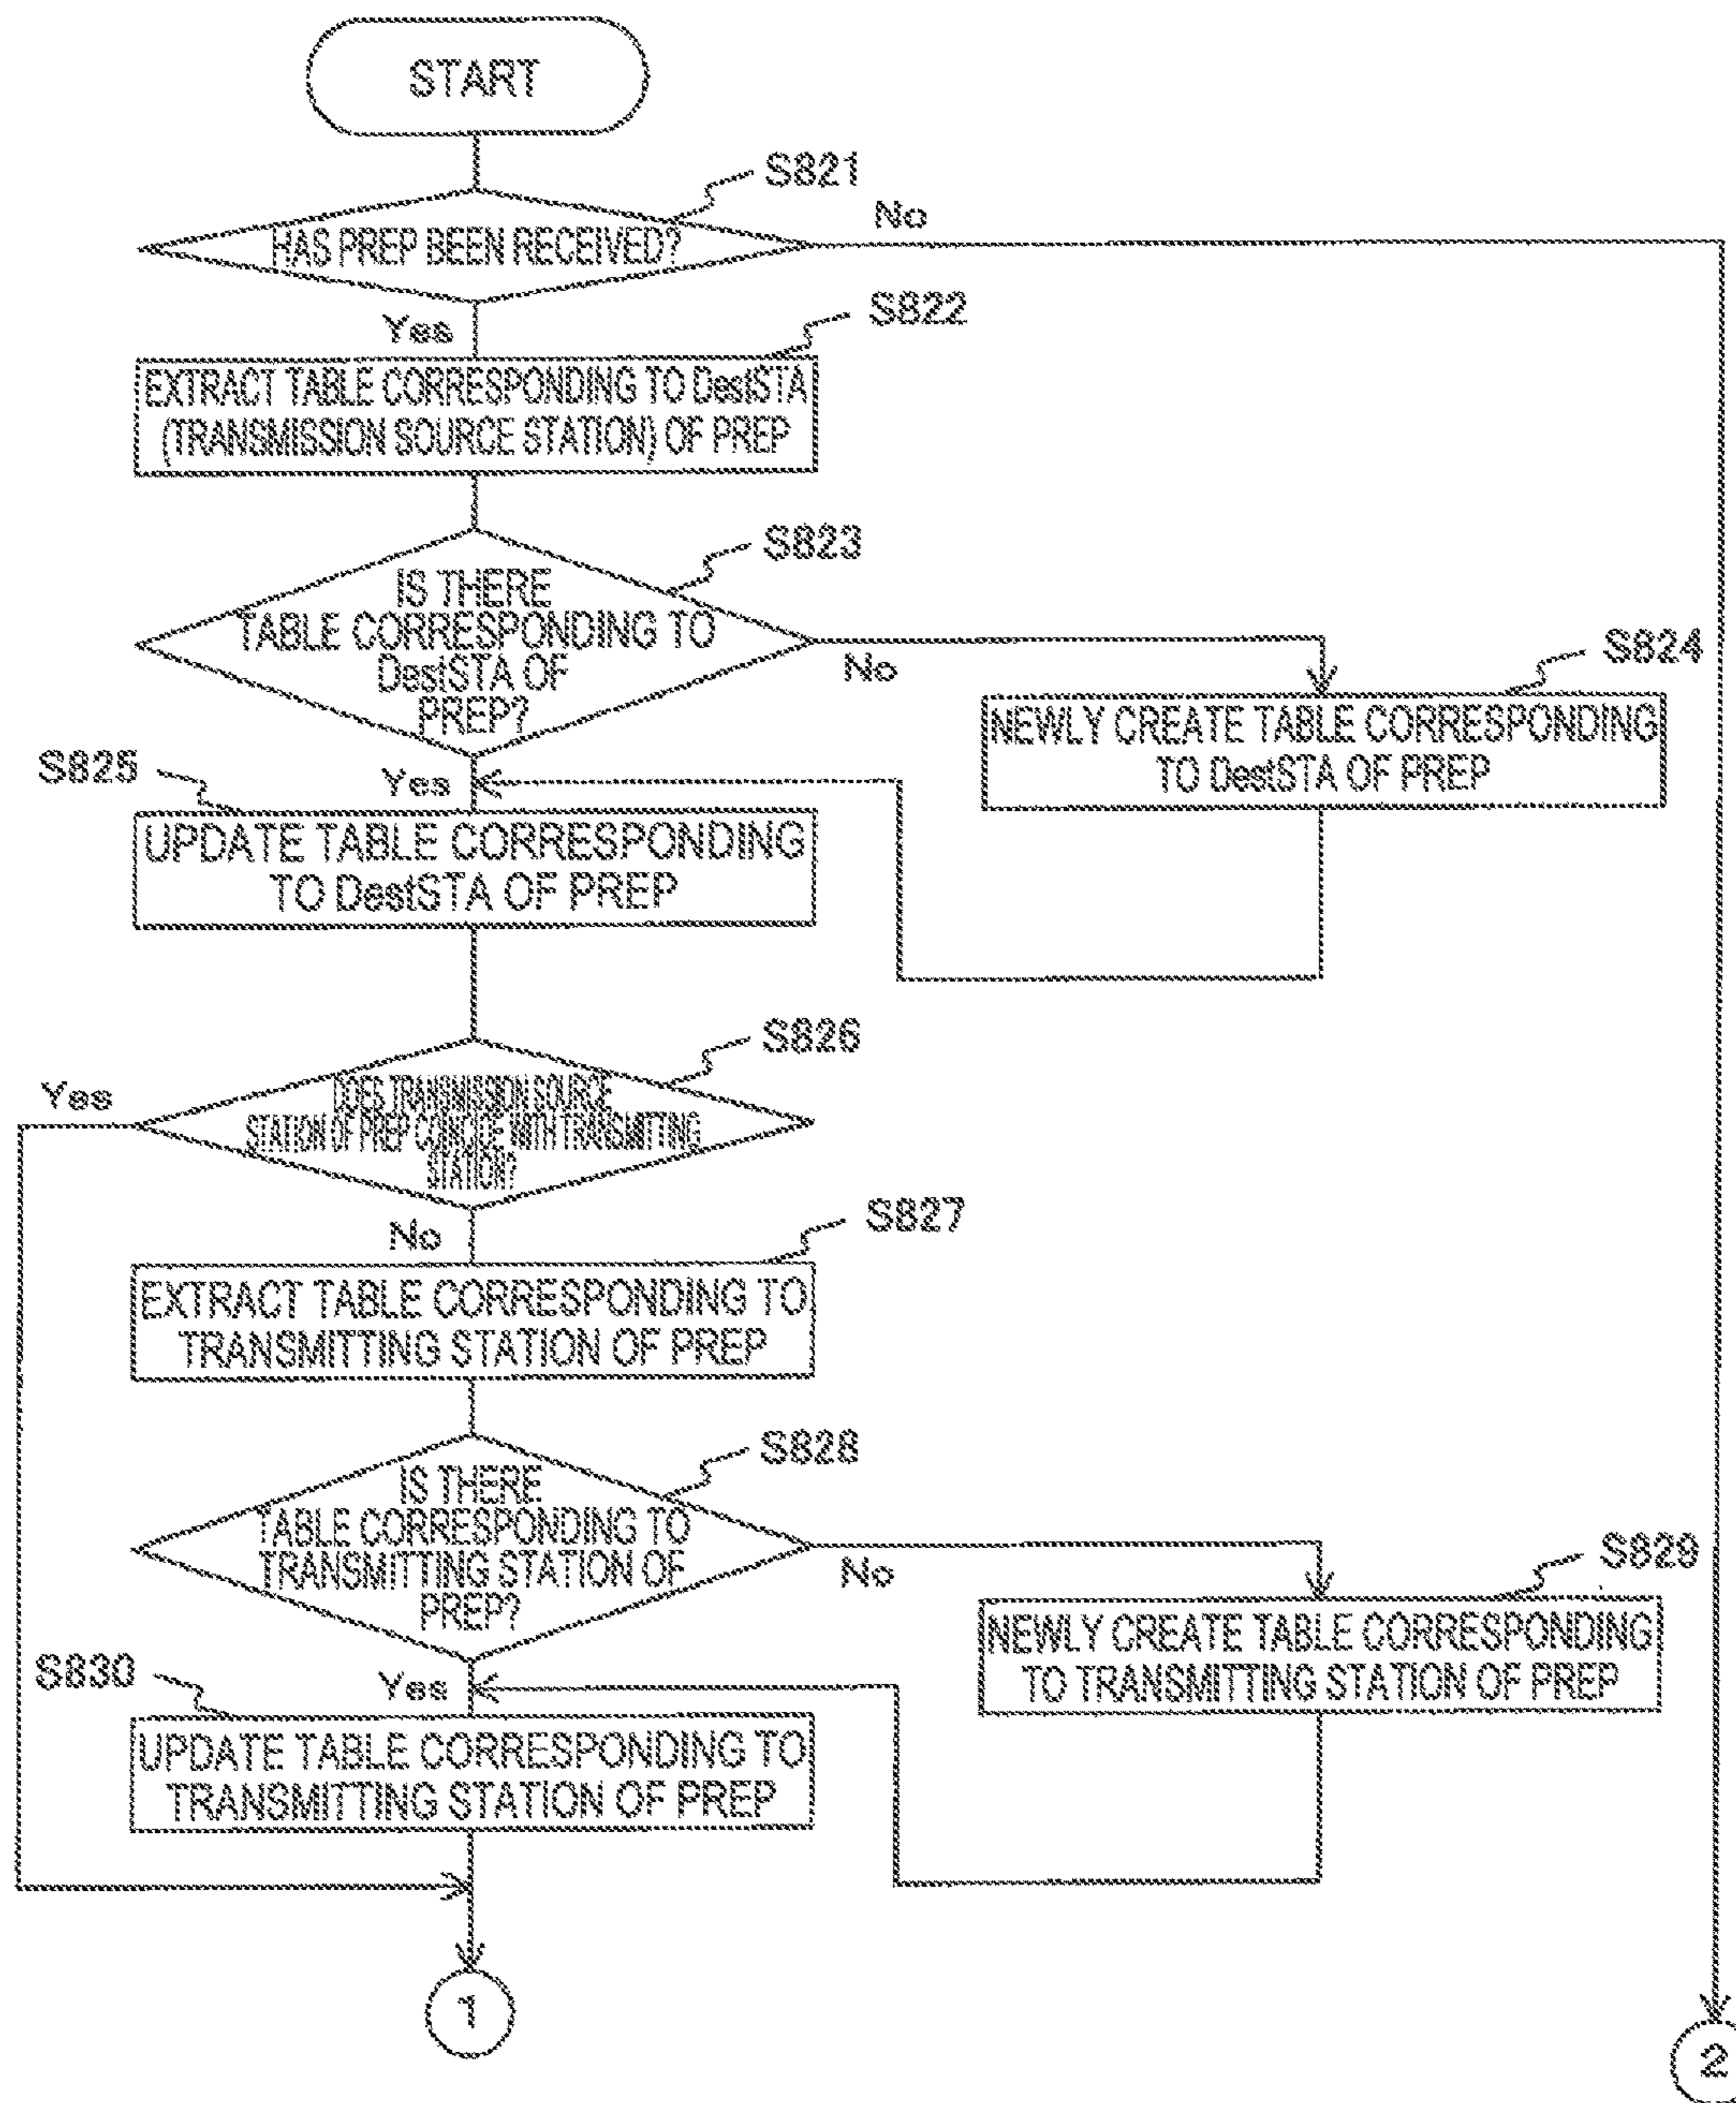 START
S821
HAS PREP BEEN RECEIVED?
No
Yes
S822
EXTRACT TABLE CORRESPONDING TO DestSTA
(TRANSMISSION SOURCE STATION) OF PREP
S823
IS THERE
TABLE CORRESPONDING TO
DestSTA OF
PREP?
No
S824
NEWLY CREATE TABLE CORRESPONDING
TO DestSTA OF PREP
Yes
S825
UPDATE TABLE CORRESPONDING
TO DestSTA OF PREP
S826
Yes
DOES TRANSMISSION SOURCE
STATION OF PREP COINCIDE WITH TRANSMITTING
STATION?
No
S827
EXTRACT TABLE CORRESPONDING TO
TRANSMITTING STATION OF PREP
S828
IS THERE
TABLE CORRESPONDING TO
TRANSMITTING STATION OF
PREP?
No
S829
NEWLY CREATE TABLE CORRESPONDING
TO TRANSMITTING STATION OF PREP
S830
Yes
UPDATE TABLE CORRESPONDING TO
TRANSMITTING STATION OF PREP
1
2